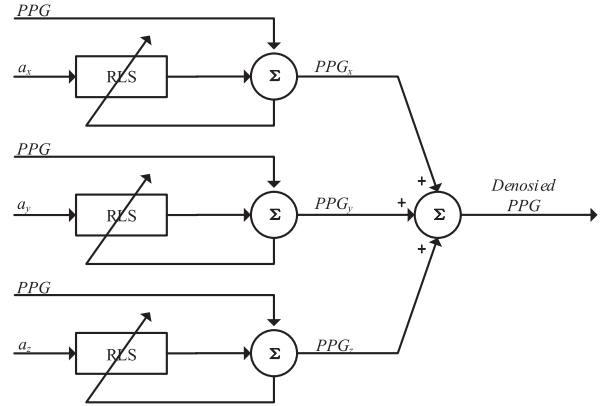 PPG
a_x
RLS
Σ
PPG_x
PPG
a_y
RLS
Σ
PPG_y
+
+
+
Σ
Denosied
PPG
PPG
a_z
RLS
Σ
PPG_z